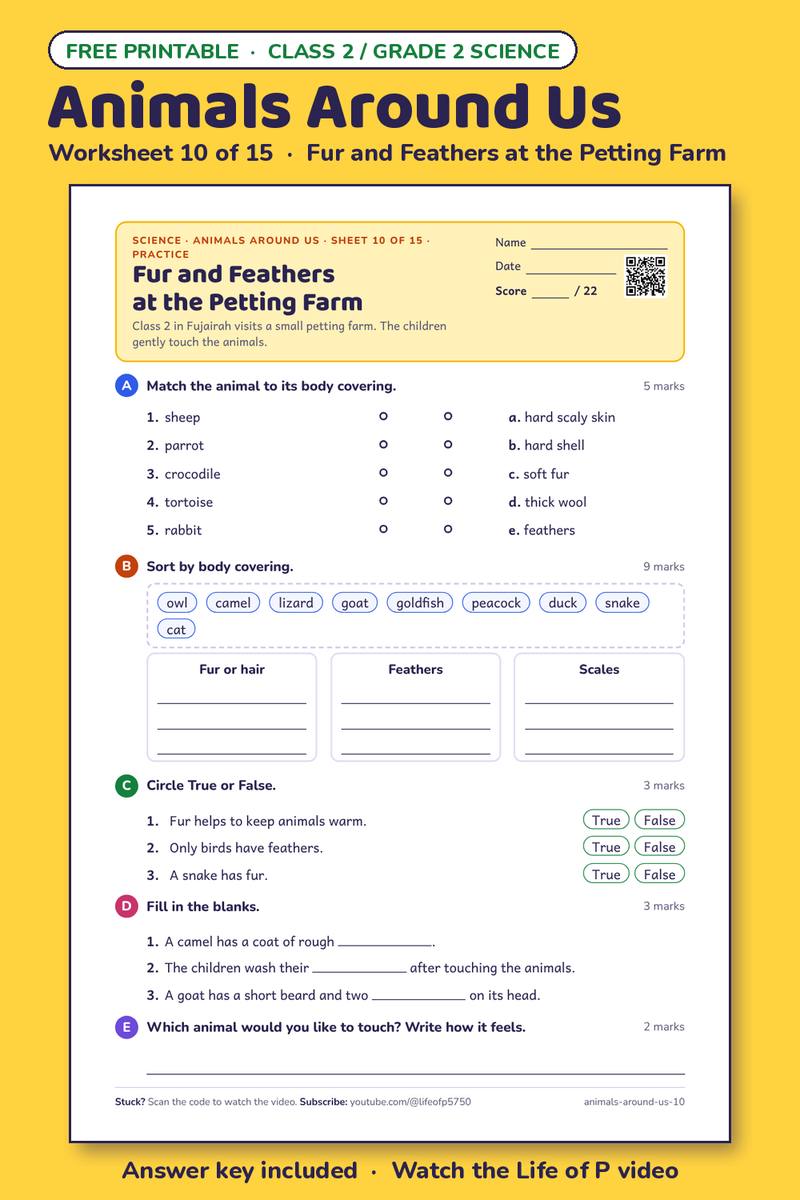 FREE PRINTABLE · CLASS 2 / GRADE 2 SCIENCE
Animals Around Us
Worksheet 10 of 15 · Fur and Feathers at the Petting Farm
SCIENCE · ANIMALS AROUND US · SHEET 10 OF 15 ·
PRACTICE
Fur and Feathers
at the Petting Farm
Class 2 in Fujairah visits a small petting farm. The children
gently touch the animals.
Name ____________
Date ____________
Score ______ / 22
A Match the animal to its body covering. 5 marks
1. sheep a. hard scaly skin
2. parrot b. hard shell
3. crocodile c. soft fur
4. tortoise d. thick wool
5. rabbit e. feathers
B Sort by body covering. 9 marks
owl camel lizard goat goldfish peacock duck snake
cat
Fur or hair Feathers Scales
C Circle True or False. 3 marks
1. Fur helps to keep animals warm. True False
2. Only birds have feathers. True False
3. A snake has fur. True False
D Fill in the blanks. 3 marks
1. A camel has a coat of rough ____________.
2. The children wash their ____________ after touching the animals.
3. A goat has a short beard and two ____________ on its head.
E Which animal would you like to touch? Write how it feels. 2 marks
Stuck? Scan the code to watch the video. Subscribe: youtube.com/@lifeofp5750 animals-around-us-10
Answer key included · Watch the Life of P video